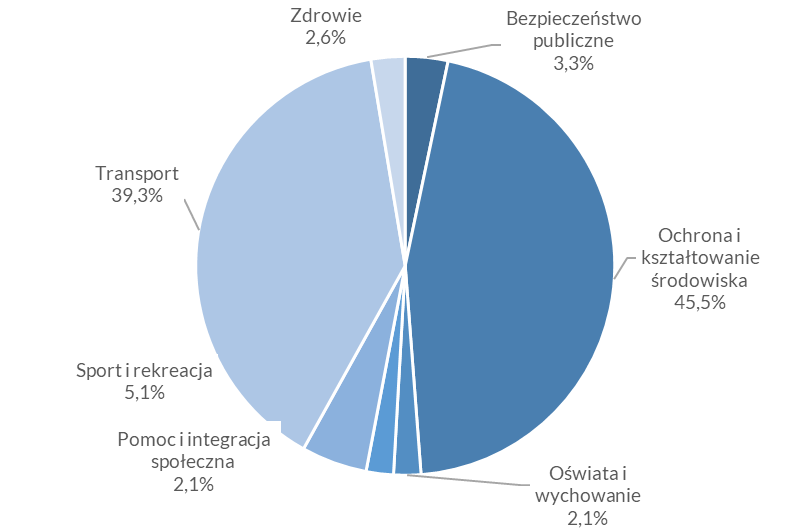 Zdrowie
2,6%
Bezpieczeństwo
publiczne
3,3%
Transport
39,3%
Ochrona i
kształtowanie
środowiska
45,5%
Sport i rekreacja
5,1%
Pomoc i integracja
społeczna
2,1%
Oświata i
wychowanie
2,1%